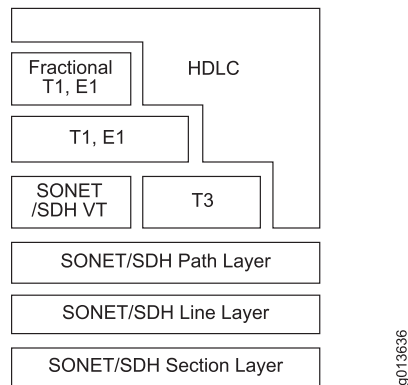 Fractional
T1, E1
HDLC
T1, E1
SONET
/SDH VT
T3
SONET/SDH Path Layer
SONET/SDH Line Layer
SONET/SDH Section Layer
g013636